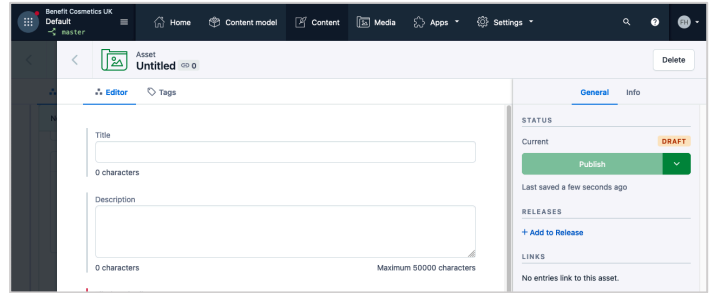 Benefit Cosmetics UK
Default
master
Home
Content model
Content
Media
Apps
Settings
FH
Asset
Untitled 0
Delete
Editor
Tags
General
Info
Title
0 characters
Description
0 characters
Maximum 50000 characters
STATUS
Current
DRAFT
Publish
Last saved a few seconds ago
RELEASES
+ Add to Release
LINKS
No entries link to this asset.